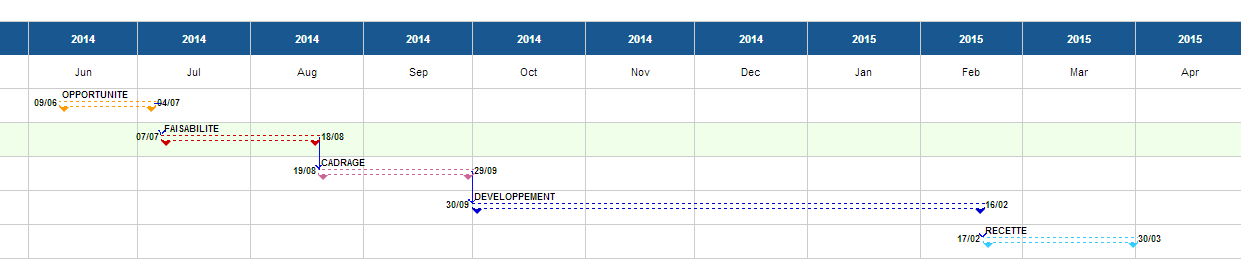 2014 2014 2014 2014 2014 2014 2014 2015 2015 2015 2015
Jun Jul Aug Sep Oct Nov Dec Jan Feb Mar Apr
OPPORTUNITE
09/06 04/07
FAISABILITE
07/07 18/08
CADRAGE
19/08 29/09
DEVELOPPEMENT
30/09 16/02
RECETTE
17/02 30/03